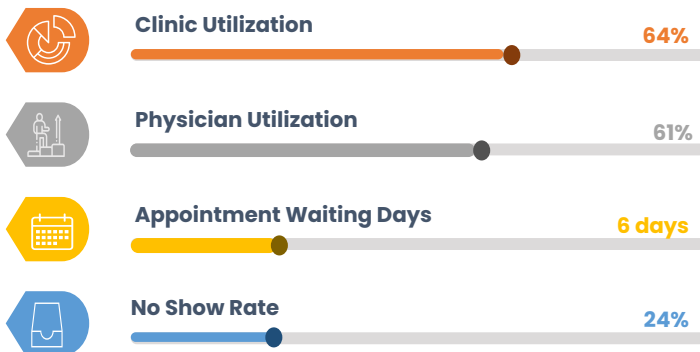 Clinic Utilization
64%
Physician Utilization
61%
Appointment Waiting Days
6 days
No Show Rate
24%